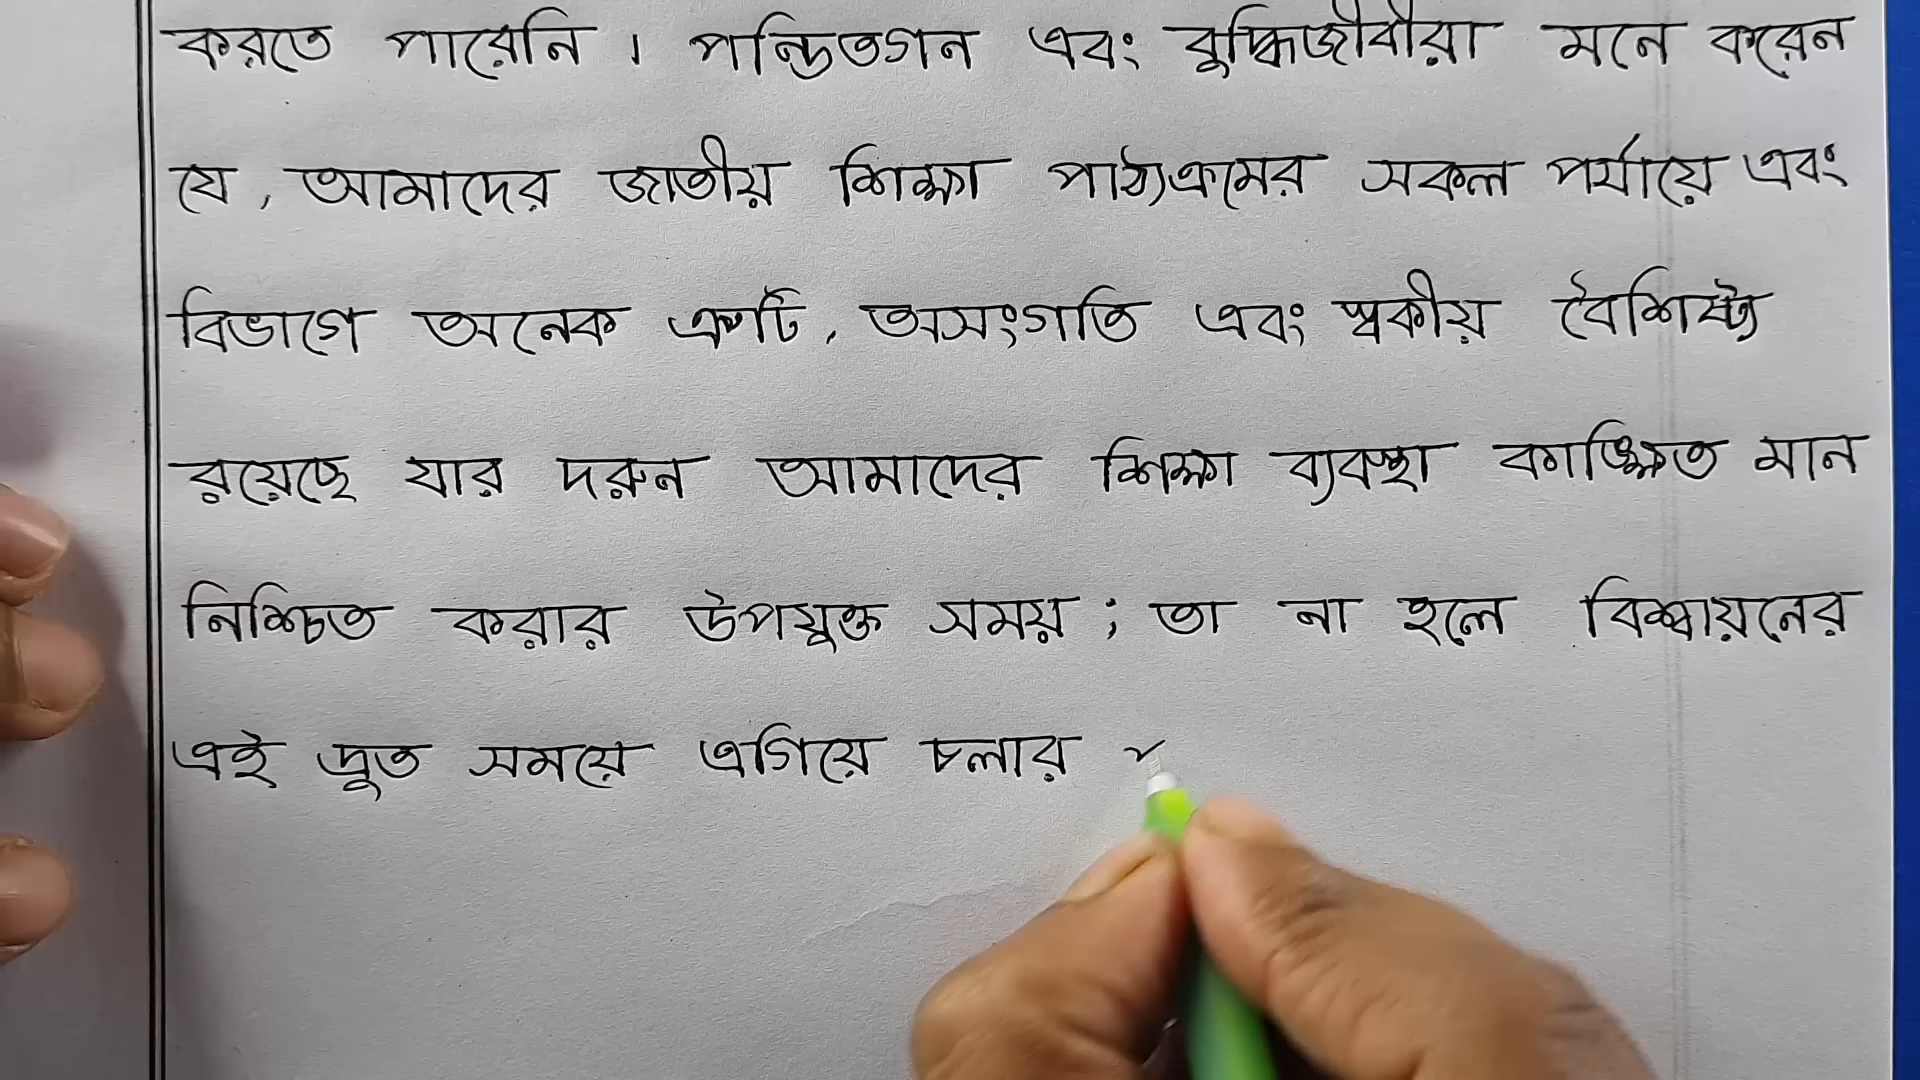 করতে পারেনি । পন্ডিতগন এবং বুদ্ধিজীবীরা মনে করেন
যে, আমাদের জাতীয় শিক্ষা পাঠ্যক্রমের সকল পর্যায়ে এবং
বিভাগে অনেক ত্রুটি, অসংগতি এবং স্বকীয় বৈশিষ্ট্য
রয়েছে যার দরুন আমাদের শিক্ষা ব্যবস্থা কাঙ্ক্ষিত মান
নিশ্চিত করার উপযুক্ত সময় ; তা না হলে বিশ্বায়নের
এই দ্রুত সময়ে এগিয়ে চলার